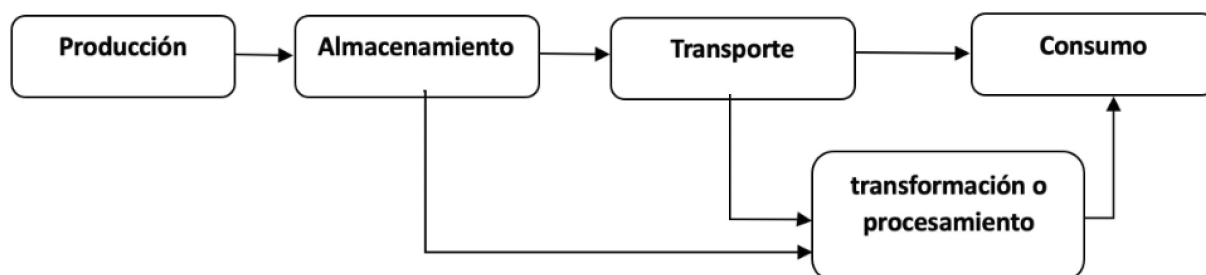 Producción
Almacenamiento
Transporte
Consumo
transformación o
procesamiento